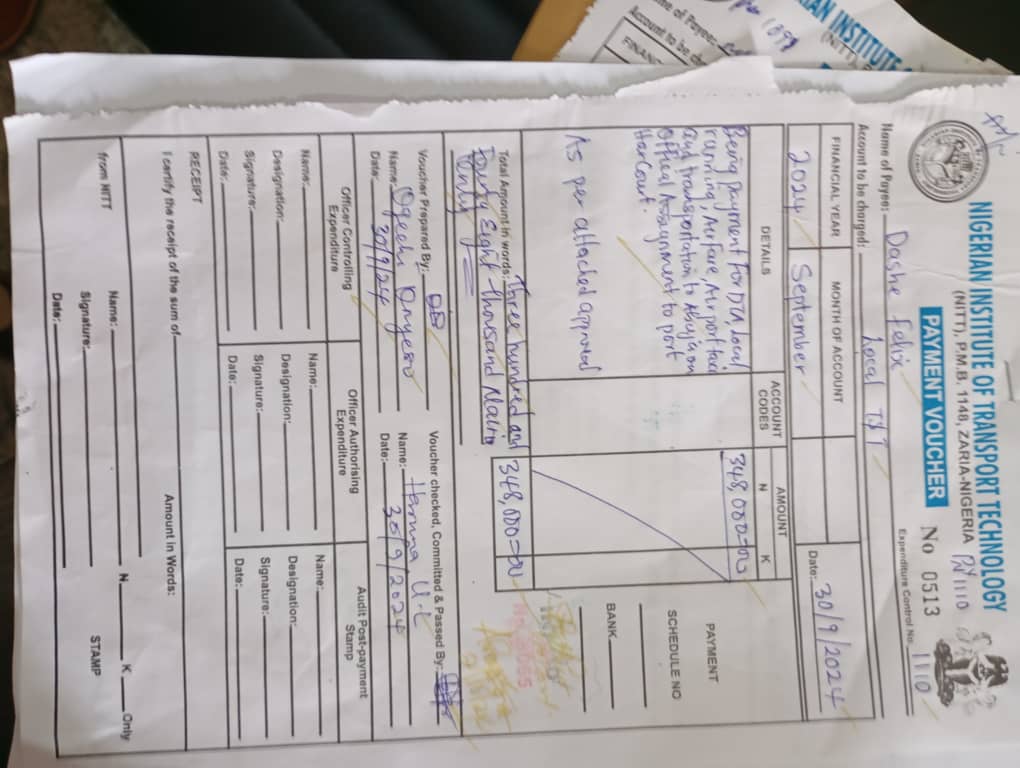 NIGERIAN INSTITUTE OF TRANSPORT TECHNOLOGY
(NITT), P.M.B. 1148, ZARIA-NIGERIA
PV 1110
PAYMENT VOUCHER
No 0513
Expenditure Control No: 1110
Name of Payee: Dashe Felix
Account to be charged: Local T&T
FINANCIAL YEAR MONTH OF ACCOUNT
2024 September
Date: 30/9/2024
DETAILS ACCOUNT CODES AMOUNT
N K
Being payment For DTA, Local 348,000=00
running, Airfare, Airport taxi
and transportation to Abuja on
Offical Assignment to port
HarCourt.
As per attached approval
PAYMENT
SCHEDULE NO
BANK
Total Amount in words: Three hundred and 348,000=00
Fourty Eight thousand Naira
Only
Voucher Prepared By:
Name: Ogechi Onyeso
Date: 30/9/24
Voucher checked, Committed & Passed By:
Name: Haruna U.L
Date: 30/9/2024
Officer Controlling
Expenditure
Name:
Designation:
Signature:
Date:
Officer Authorising
Expenditure
Name:
Designation:
Signature:
Date:
Audit Post-payment
Stamp
Name:
Designation:
Signature:
Date:
RECEIPT
I certify the receipt of the sum of Amount in Words:
N K Only
from NITT
Name:
Signature:
Date:
STAMP